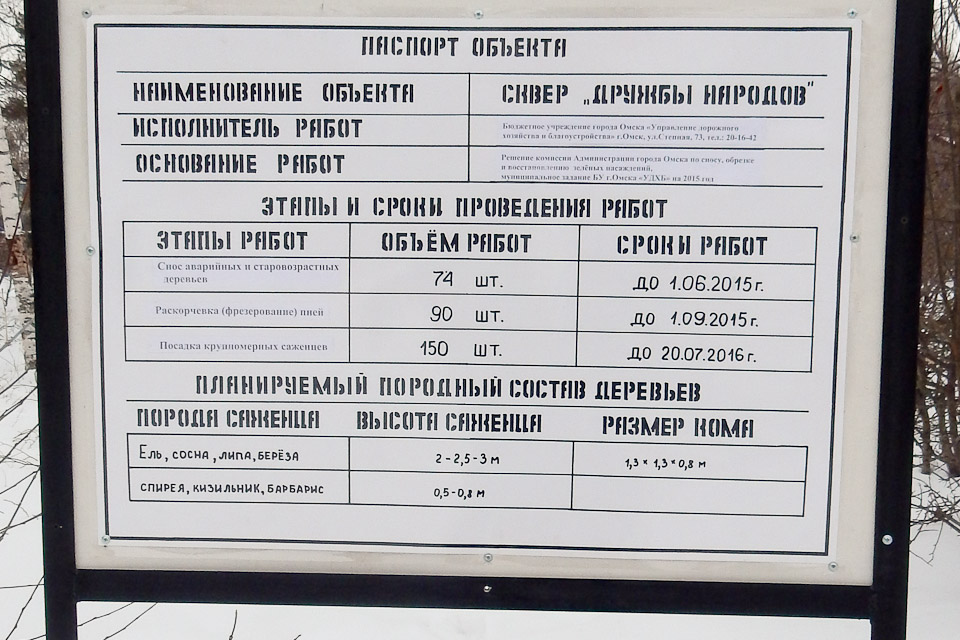 ПАСПОРТ ОБЪЕКТА
НАИМЕНОВАНИЕ ОБЪЕКТА
СКВЕР „ДРУЖБЫ НАРОДОВ"
ИСПОЛНИТЕЛЬ РАБОТ
Бюджетное учреждение города Омска «Управление дорожного
хозяйства и благоустройства» г.Омск, ул.Степная, 73, тел.: 20-16-42
ОСНОВАНИЕ РАБОТ
Решение комиссии Администрации города Омска по сносу, обрезке
и восстановлению зелёных насаждений,
муниципальное задание БУ г.Омска «УДХБ» на 2015 год
ЭТАПЫ И СРОКИ ПРОВЕДЕНИЯ РАБОТ
ЭТАПЫ РАБОТ ОБЪЁМ РАБОТ СРОКИ РАБОТ
Снос аварийных и старовозрастных
деревьев
74 шт. ДО 1.06.2015г.
Раскорчевка (фрезерование) пней 90 шт. ДО 1.09.2015г.
Посадка крупномерных саженцев 150 шт. ДО 20.07.2016г.
ПЛАНИРУЕМЫЙ ПОРОДНЫЙ СОСТАВ ДЕРЕВЬЕВ
ПОРОДА САЖЕНЦА ВЫСОТА САЖЕНЦА РАЗМЕР КОМА
ЕЛЬ, СОСНА, ЛИПА, БЕРЁЗА 2-2,5-3 м 1,3 × 1,3 × 0,8 м
СПИРЕЯ, КИЗИЛЬНИК, БАРБАРИС 0,5-0,8 м